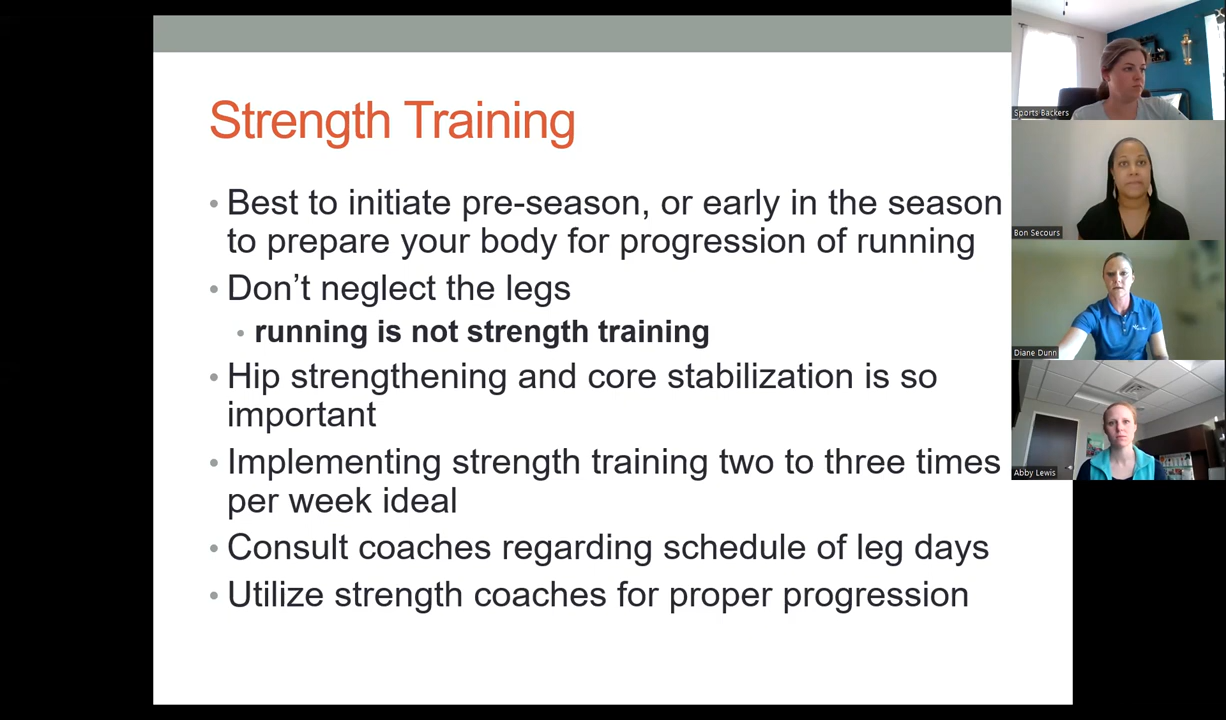 Strength Training
• Best to initiate pre-season, or early in the season
to prepare your body for progression of running
• Don’t neglect the legs
• running is not strength training
• Hip strengthening and core stabilization is so
important
• Implementing strength training two to three times
per week ideal
• Consult coaches regarding schedule of leg days
• Utilize strength coaches for proper progression
Sports Backers
Bon Secours
Diane Dunn
Abby Lewis